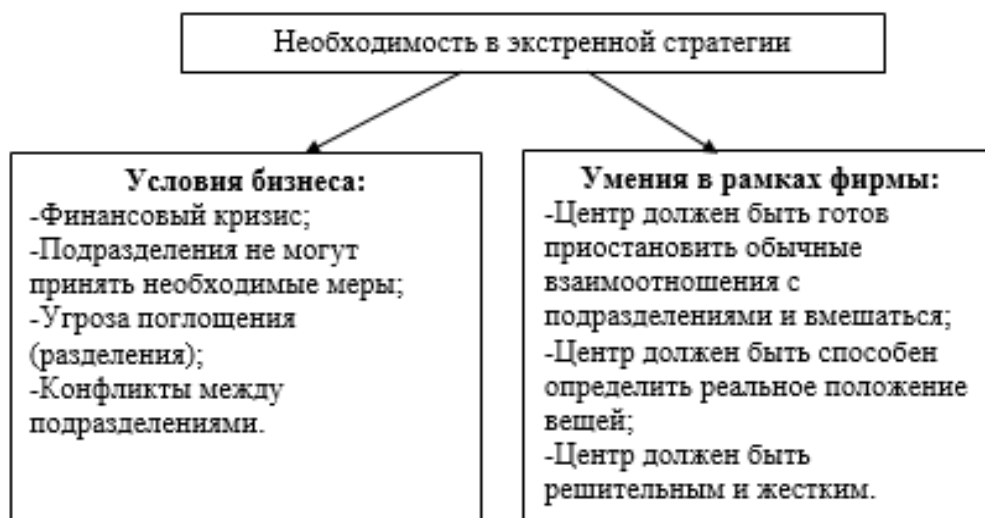 Необходимость в экстренной стратегии
Условия бизнеса:
-Финансовый кризис;
-Подразделения не могут
принять необходимые меры;
-Угроза поглощения
(разделения);
-Конфликты между
подразделениями.
Умения в рамках фирмы:
-Центр должен быть готов
приостановить обычные
взаимоотношения с
подразделениями и вмешаться;
-Центр должен быть способен
определить реальное положение
вещей;
-Центр должен быть
решительным и жестким.